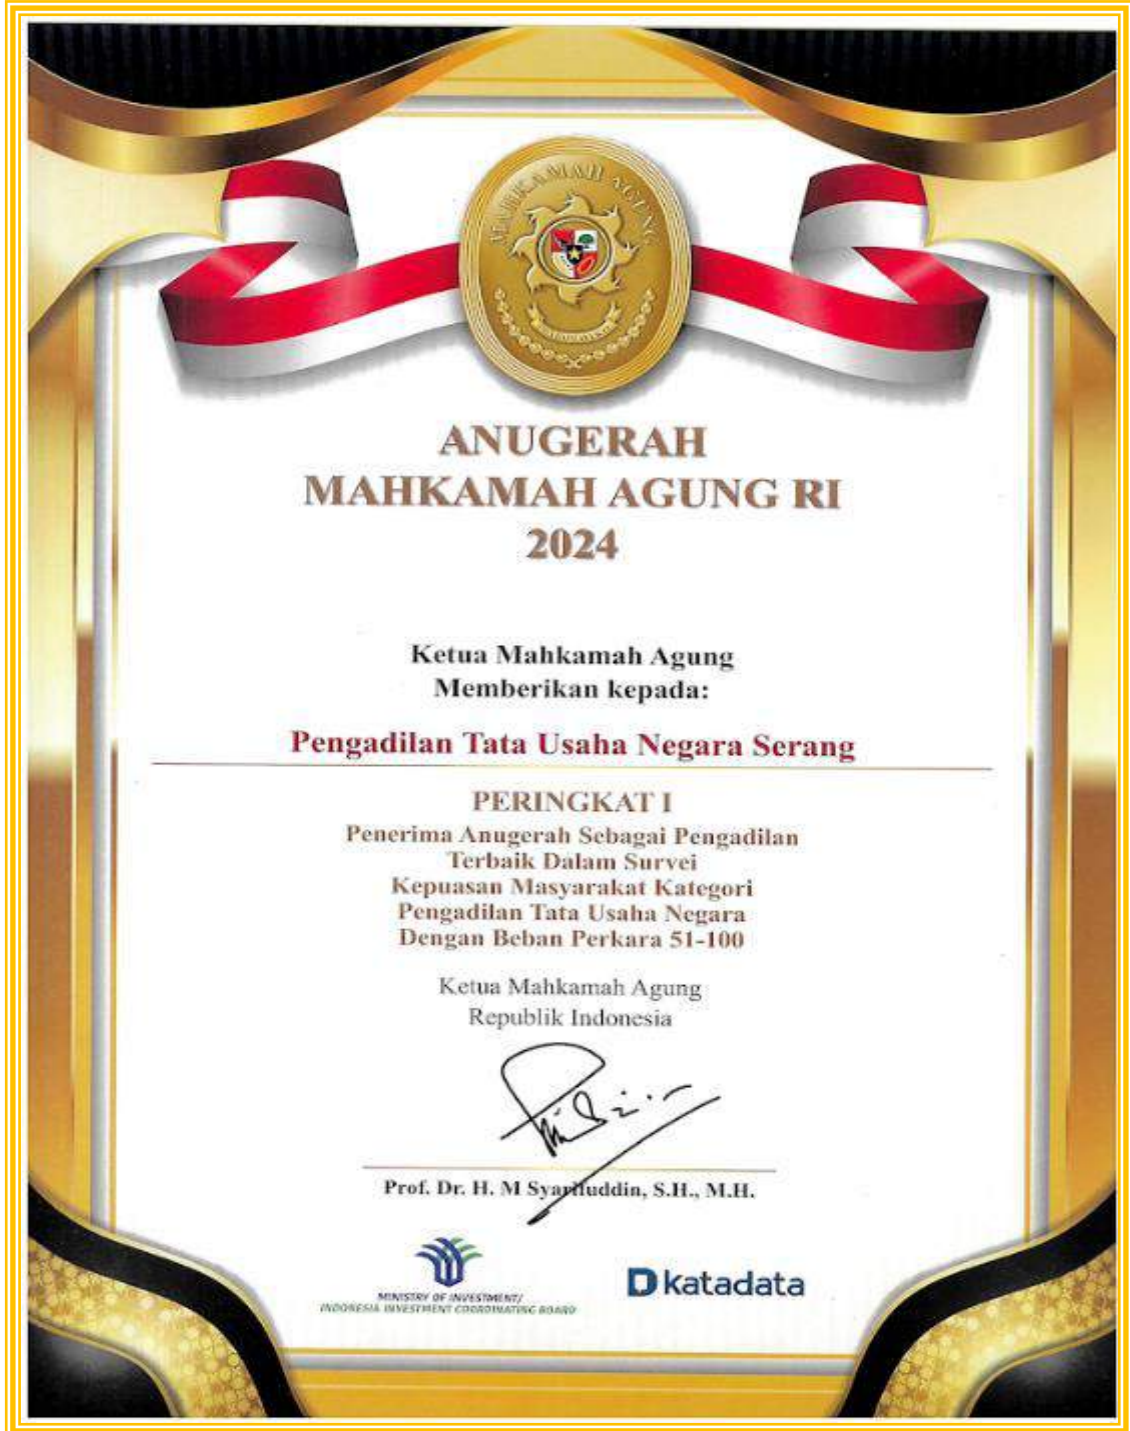 MAHKAMAH AGUNG
ANUGERAH
MAHKAMAH AGUNG RI
2024
Ketua Mahkamah Agung
Memberikan kepada:
Pengadilan Tata Usaha Negara Serang
PERINGKAT I
Penerima Anugerah Sebagai Pengadilan
Terbaik Dalam Survei
Kepuasan Masyarakat Kategori
Pengadilan Tata Usaha Negara
Dengan Beban Perkara 51-100
Ketua Mahkamah Agung
Republik Indonesia
Prof. Dr. H. M Syarifuddin, S.H., M.H.
MINISTRY OF INVESTMENT/
INDONESIA INVESTMENT COORDINATING BOARD
katadata